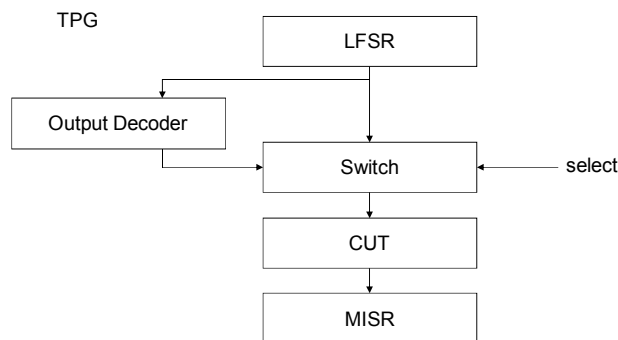 TPG
LFSR
Output Decoder
Switch
select
CUT
MISR